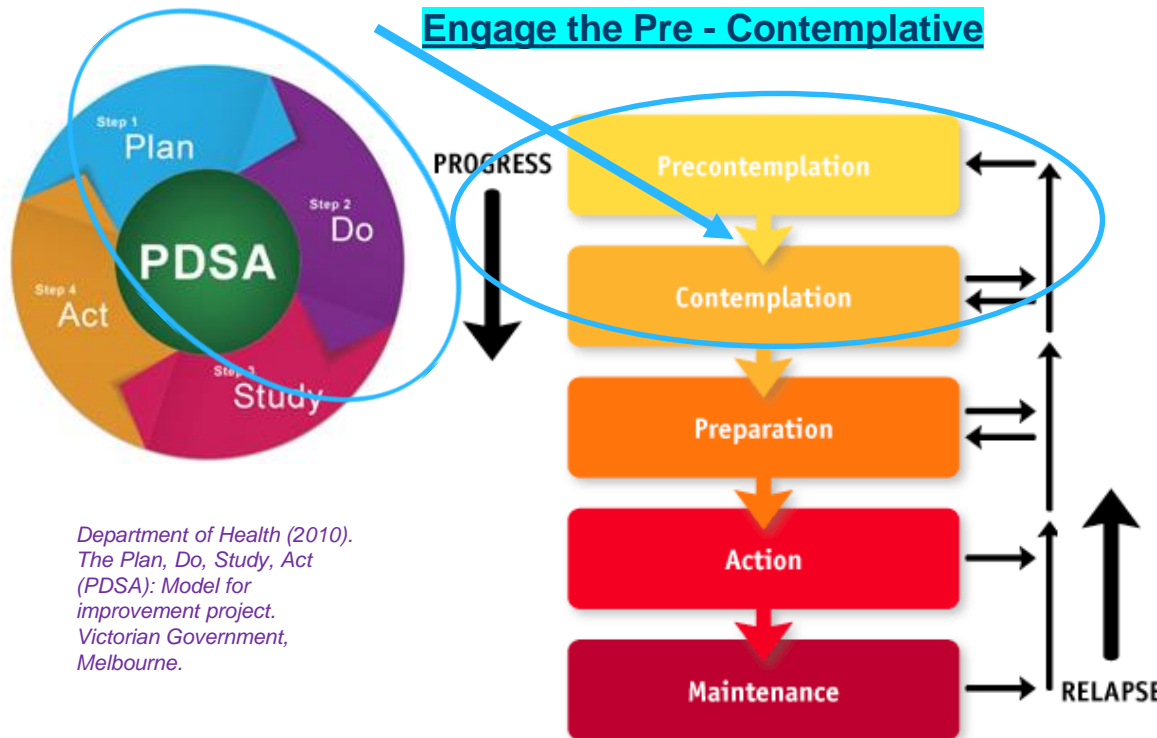 Engage the Pre - Contemplative
Step 1
Plan
Step 2
Do
PDSA
Step 4
Act
Step 3
Study
PROGRESS
Precontemplation
Contemplation
Preparation
Action
Maintenance
RELAPSE
Department of Health (2010).
The Plan, Do, Study, Act
(PDSA): Model for
improvement project.
Victorian Government,
Melbourne.